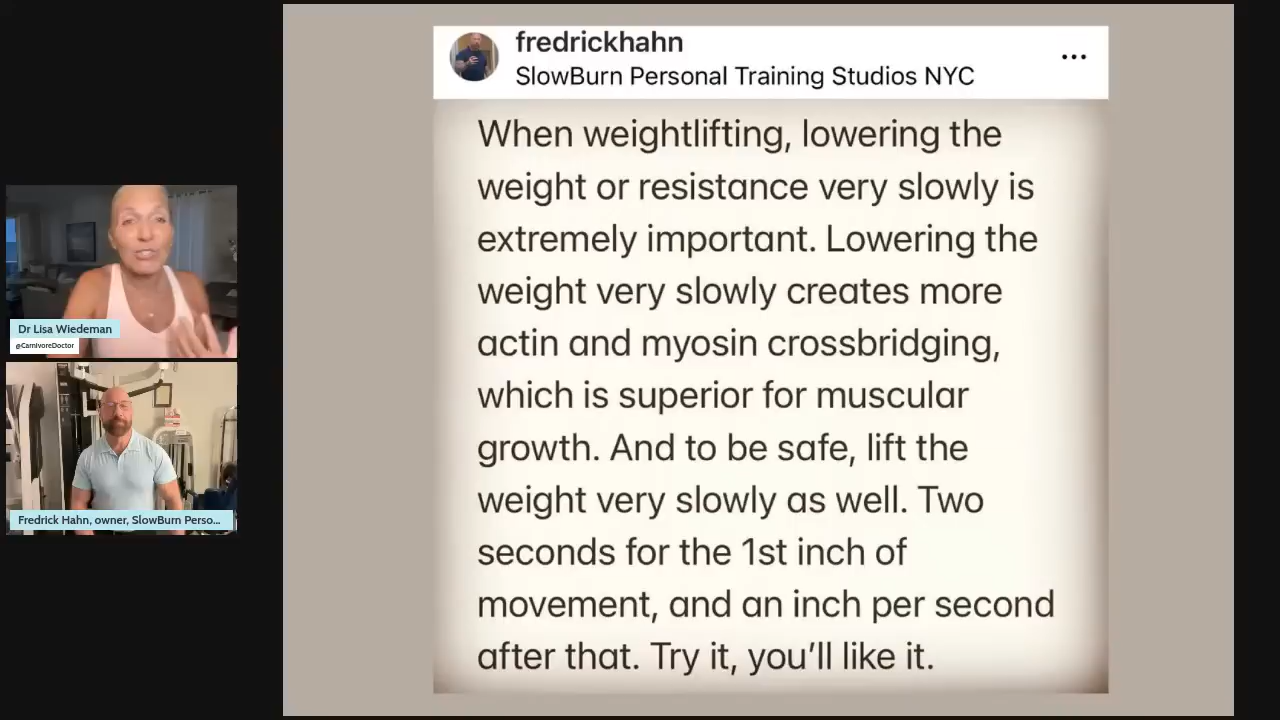 fredrickhahn
SlowBurn Personal Training Studios NYC
When weightlifting, lowering the
weight or resistance very slowly is
extremely important. Lowering the
weight very slowly creates more
actin and myosin crossbridging,
which is superior for muscular
growth. And to be safe, lift the
weight very slowly as well. Two
seconds for the 1st inch of
movement, and an inch per second
after that. Try it, you’ll like it.
Dr Lisa Wiedeman
@CarnivoreDoctor
Fredrick Hahn, owner, SlowBurn Perso...